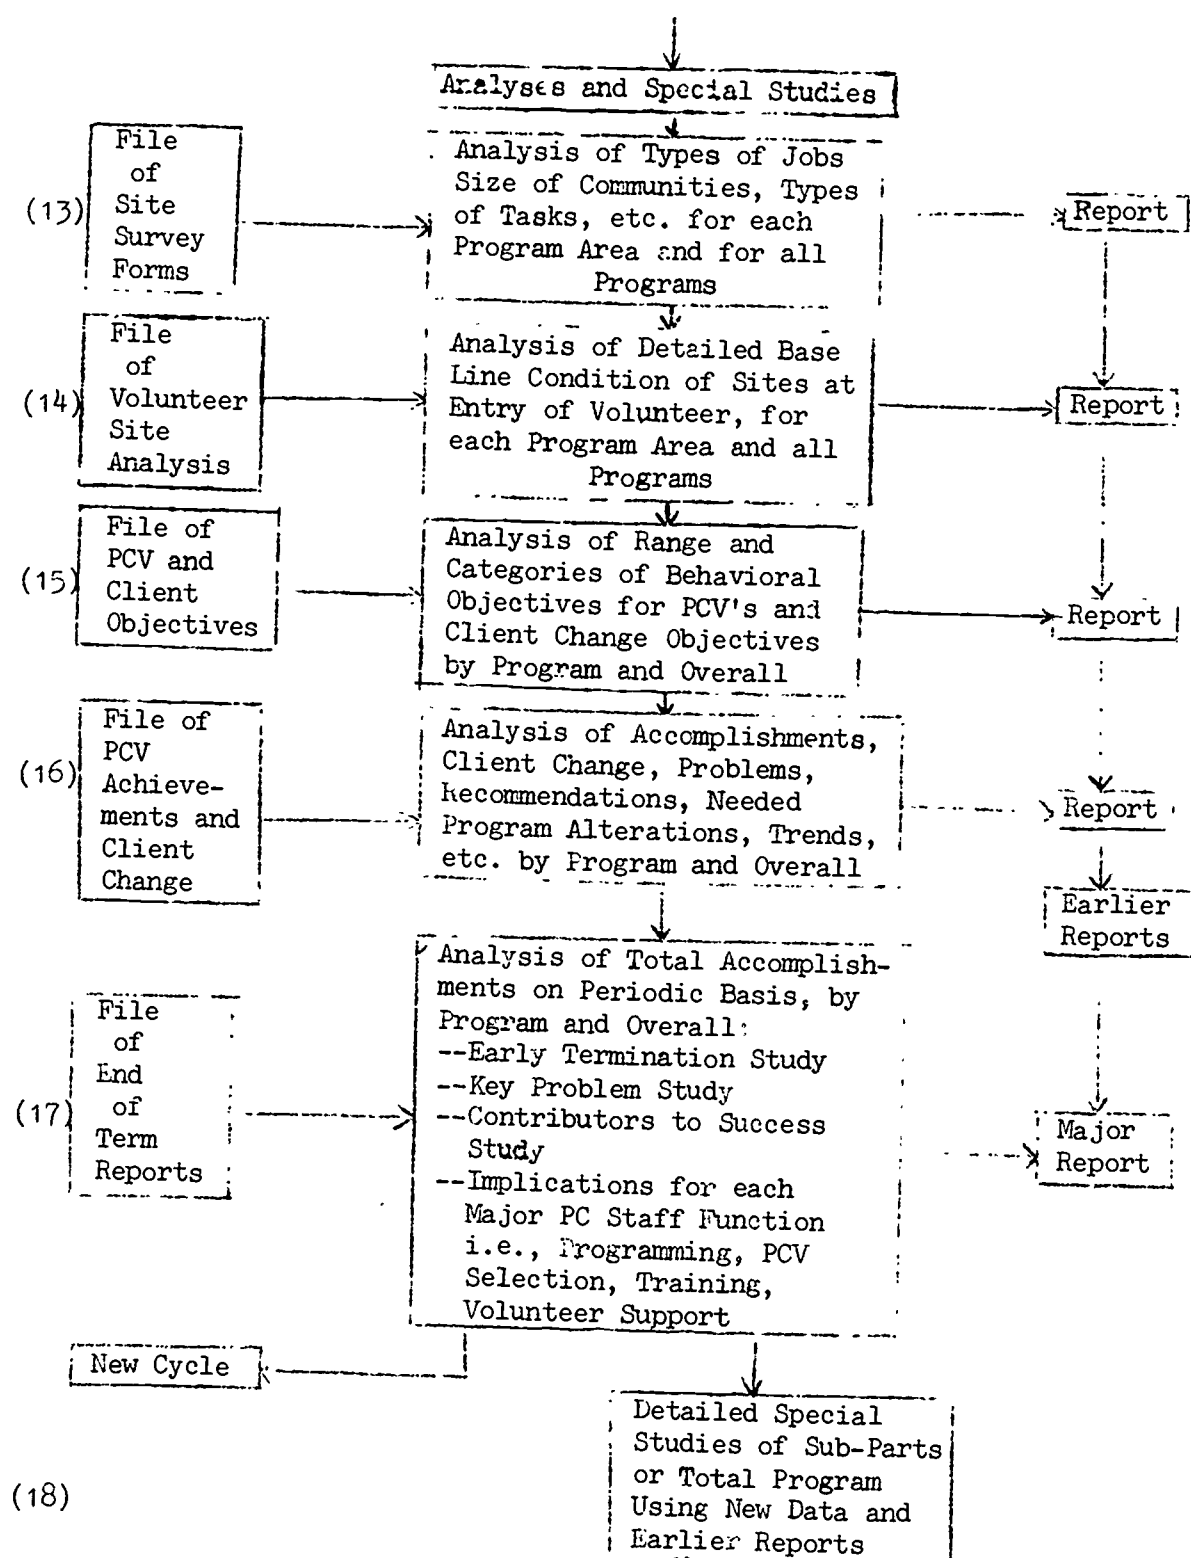 Analyses and Special Studies
(13)
File
of
Site
Survey
Forms
Analysis of Types of Jobs
Size of Communities, Types
of Tasks, etc. for each
Program Area and for all
Programs
Report
(14)
File
of
Volunteer
Site
Analysis
Analysis of Detailed Base
Line Condition of Sites at
Entry of Volunteer, for
each Program Area and all
Programs
Report
(15)
File of
PCV and
Client
Objectives
Analysis of Range and
Categories of Behavioral
Objectives for PCV's and
Client Change Objectives
by Program and Overall
Report
(16)
File of
PCV
Achieve-
ments and
Client
Change
Analysis of Accomplishments,
Client Change, Problems,
Recommendations, Needed
Program Alterations, Trends,
etc. by Program and Overall
Report
Earlier
Reports
(17)
File
of
End
of
Term
Reports
Analysis of Total Accomplish-
ments on Periodic Basis, by
Program and Overall:
--Early Termination Study
--Key Problem Study
--Contributors to Success
Study
--Implications for each
Major PC Staff Function
i.e., Programming, PCV
Selection, Training,
Volunteer Support
Major
Report
New Cycle
(18)
Detailed Special
Studies of Sub-Parts
or Total Program
Using New Data and
Earlier Reports